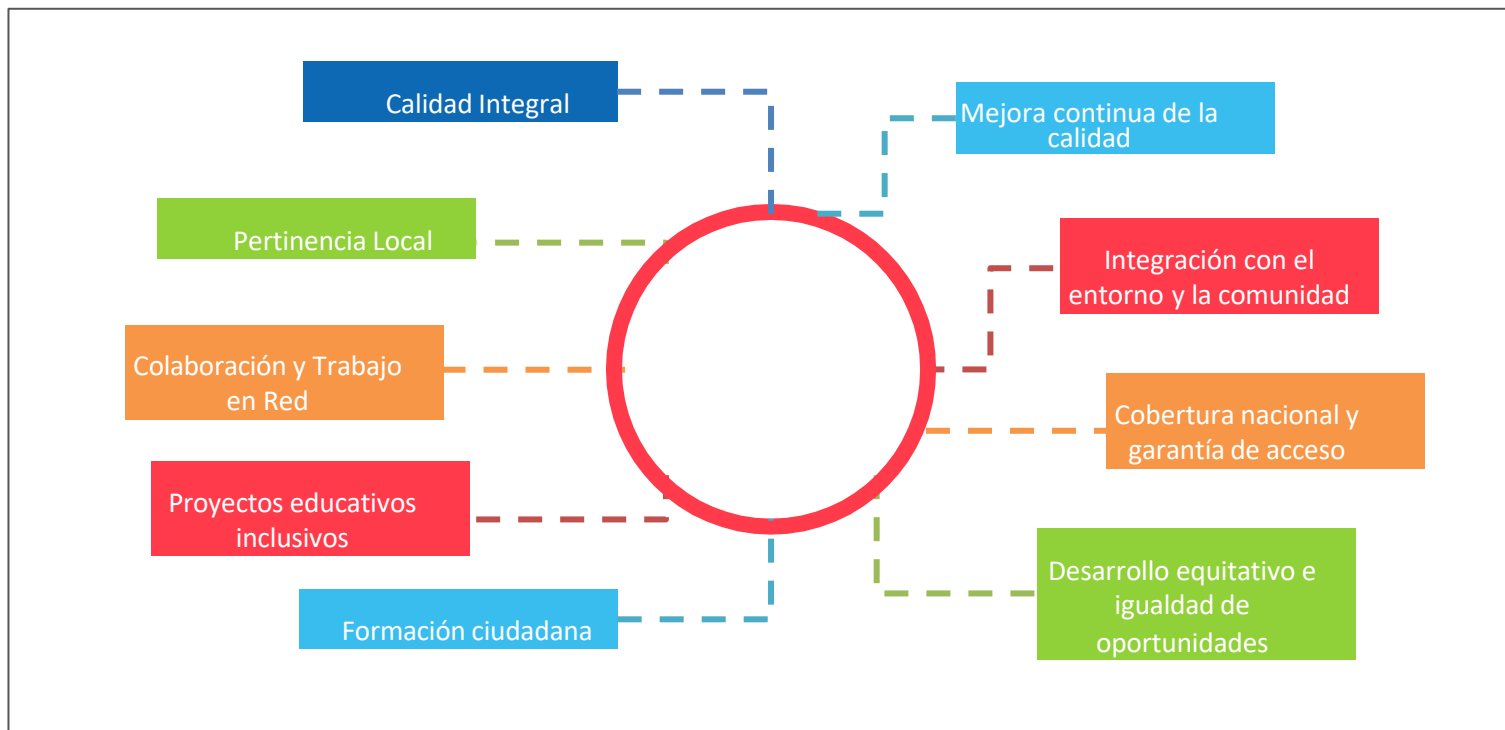 Calidad Integral
Mejora continua de la
calidad
Pertinencia Local
Integración con el
entorno y la comunidad
Colaboración y Trabajo
en Red
Cobertura nacional y
garantía de acceso
Proyectos educativos
inclusivos
Desarrollo equitativo e
igualdad de
oportunidades
Formación ciudadana